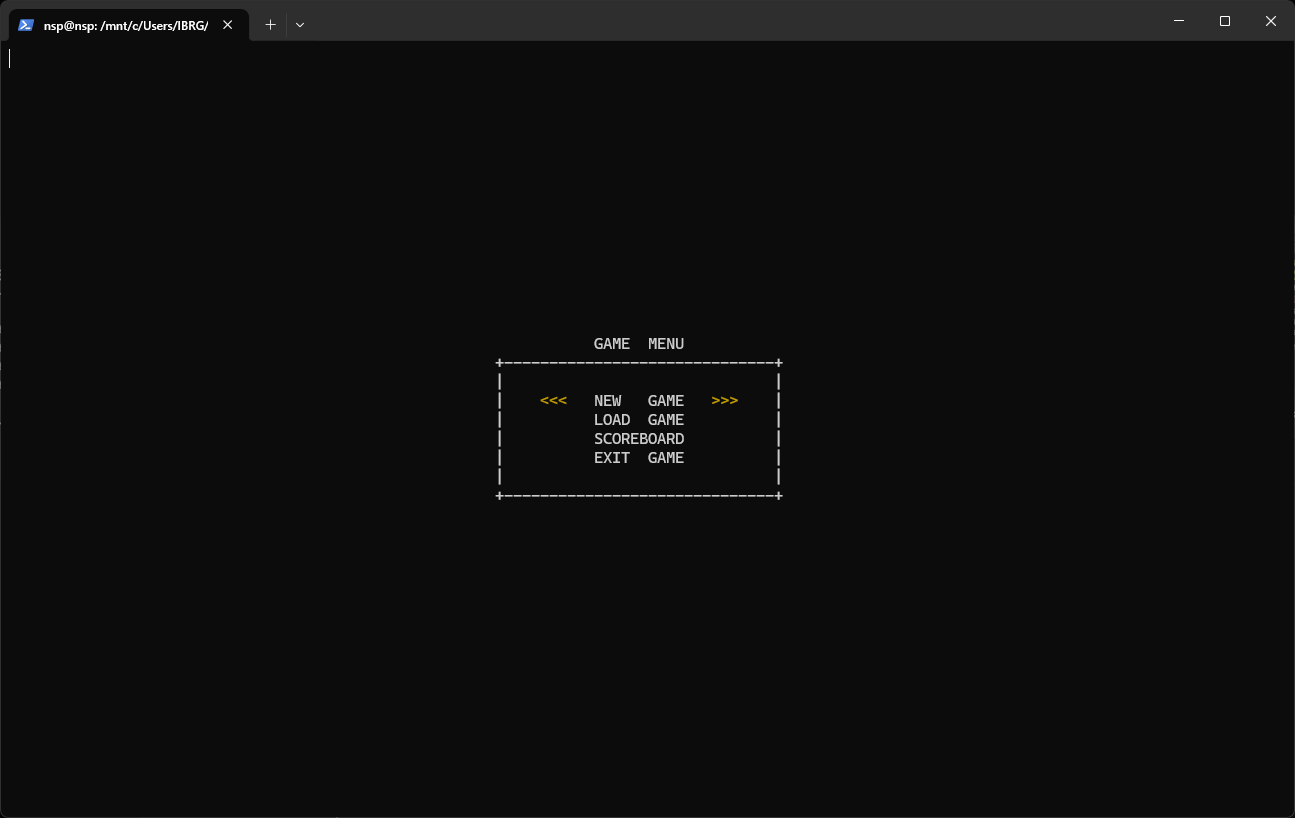 nsp@nsp: /mnt/c/Users/IBRG/
GAME  MENU
+------------------------------+
<<<   NEW   GAME   >>>
LOAD  GAME
SCOREBOARD
EXIT  GAME
+------------------------------+